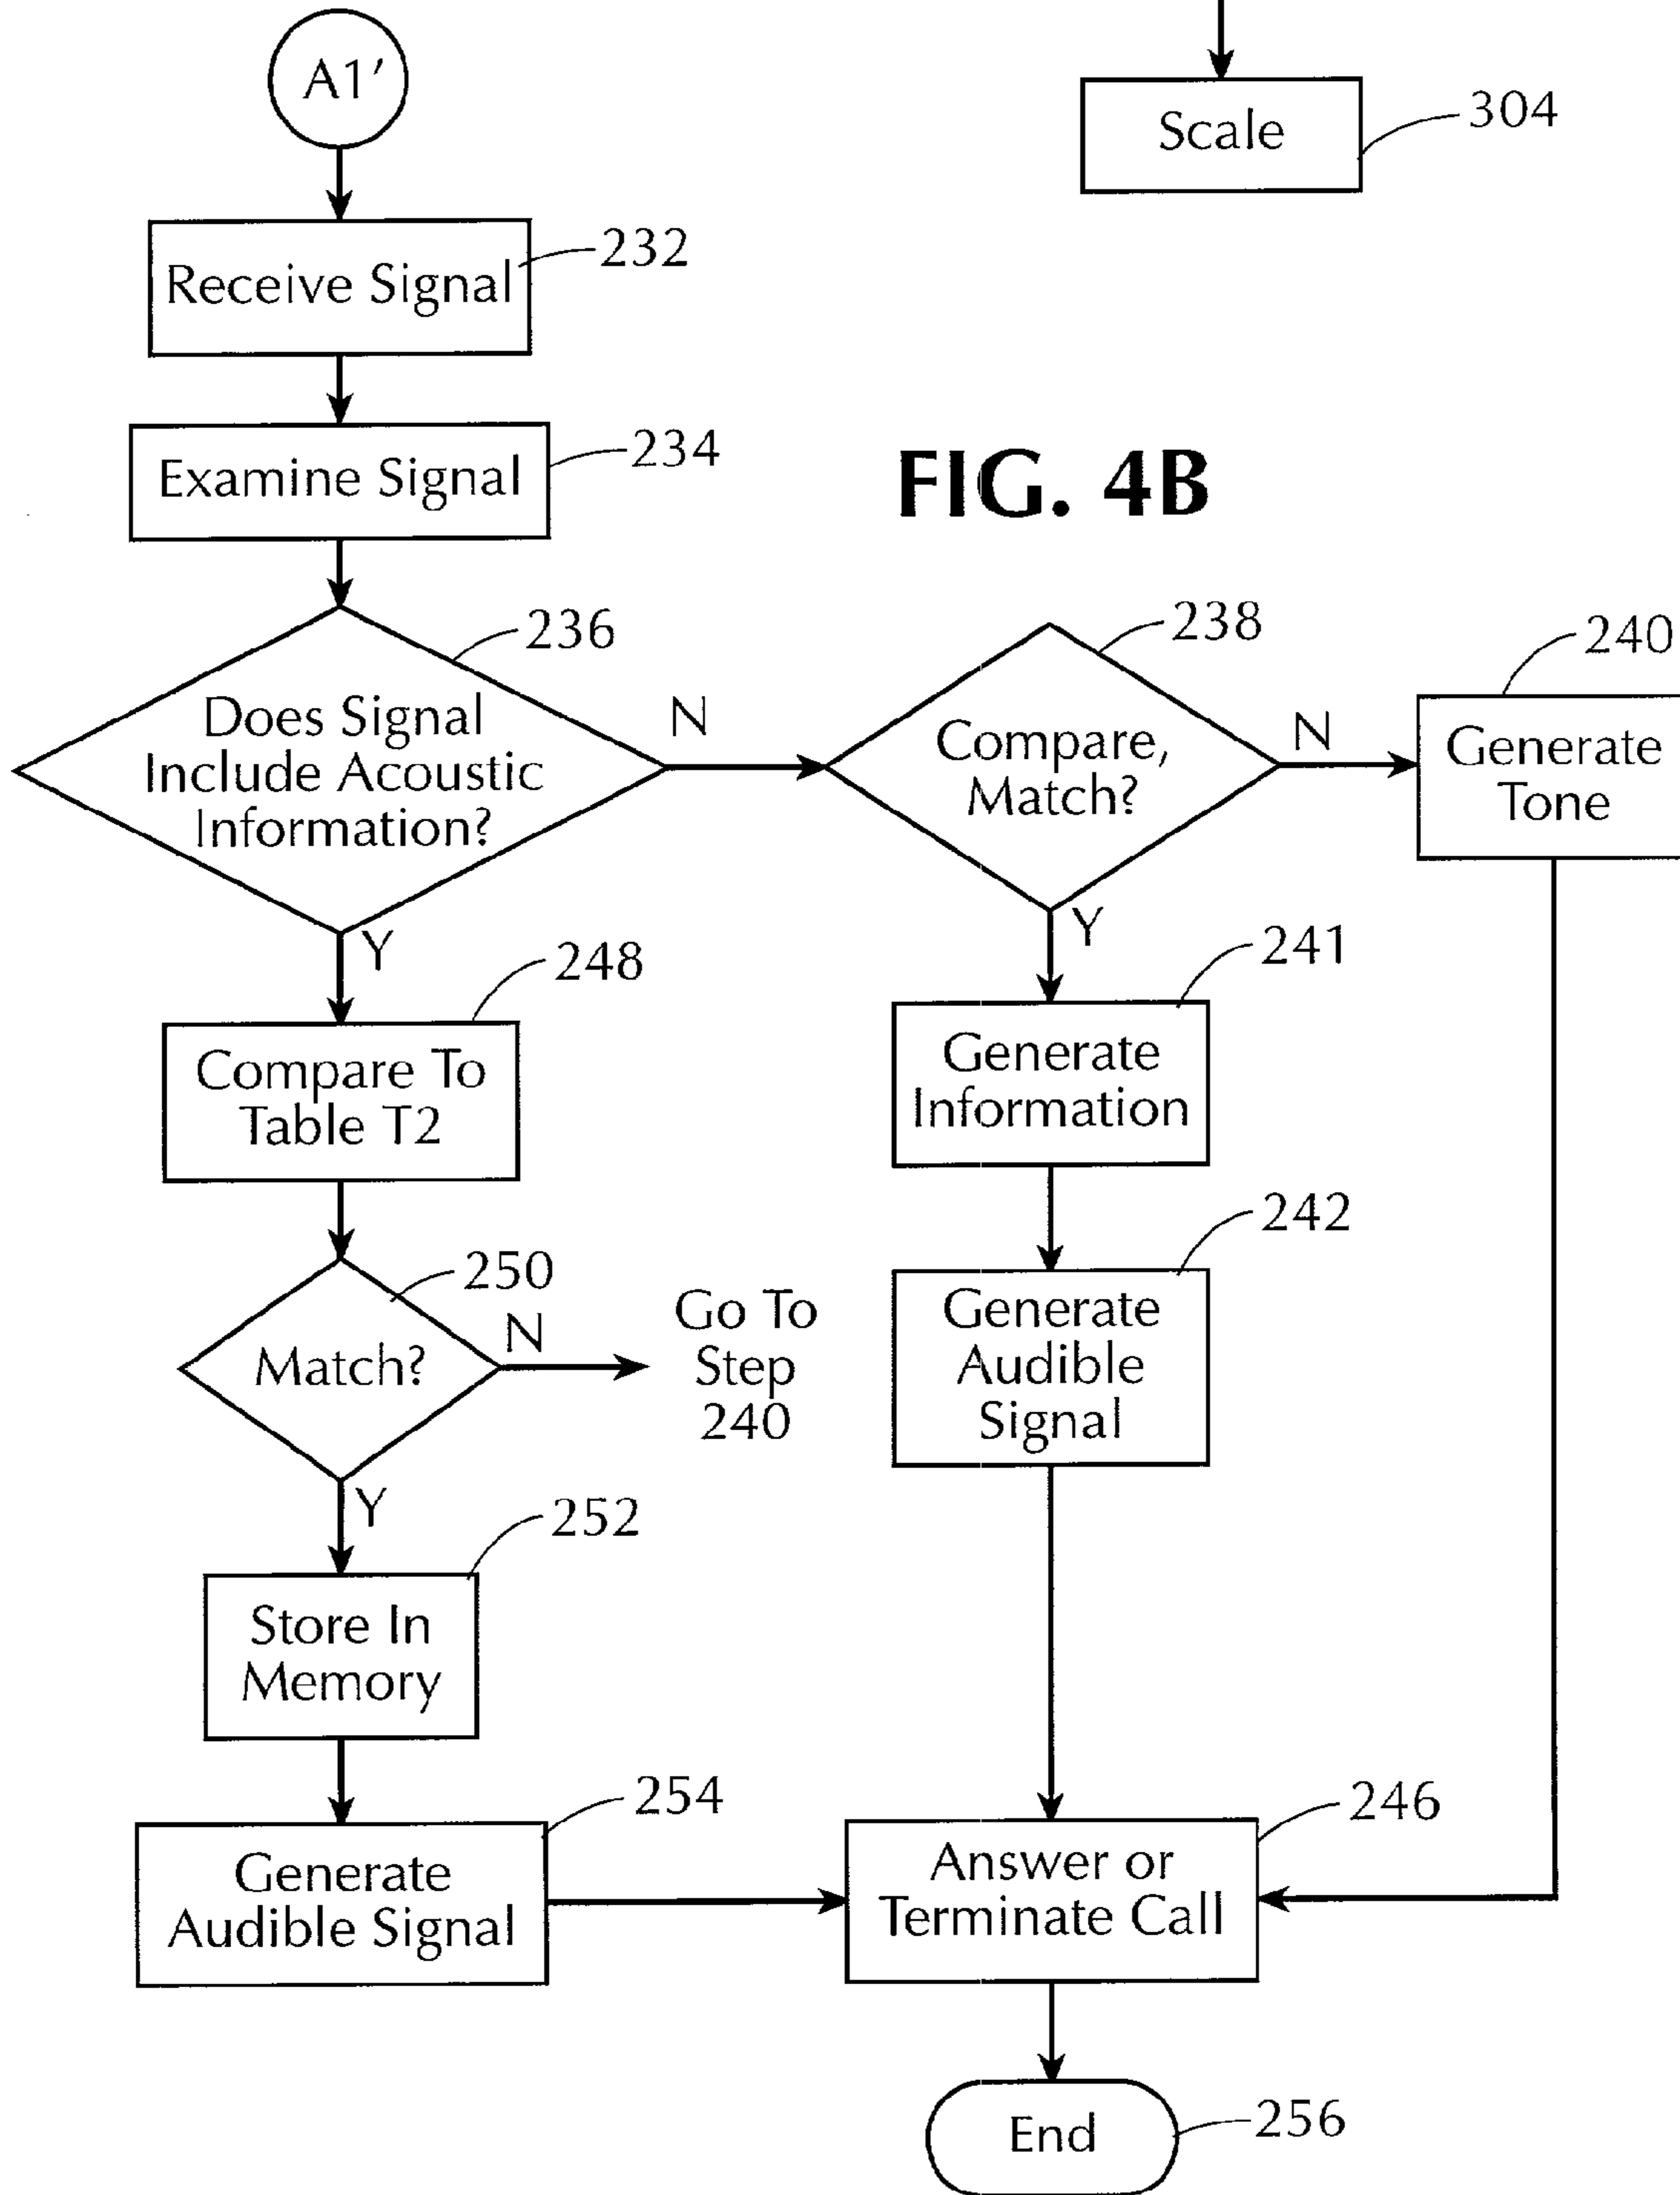 A1′
Scale
304
Receive Signal
232
Examine Signal
234
FIG. 4B
Does Signal
Include Acoustic
Information?
236
N
Compare,
Match?
238
N
Generate
Tone
240
Y
Y
Compare To
Table T2
248
Generate
Information
241
Match?
250
N
Go To
Step
240
Generate
Audible
Signal
242
Y
Store In
Memory
252
Generate
Audible Signal
254
Answer or
Terminate Call
246
End
256